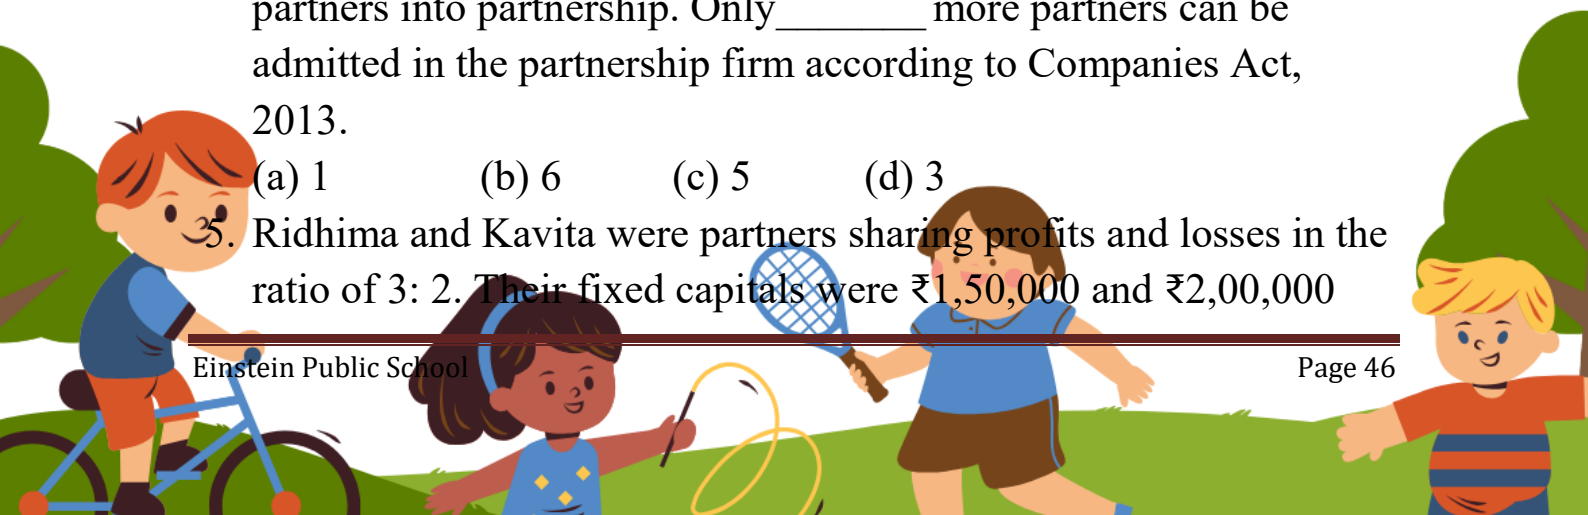 partners into partnership. Only_______ more partners can be
admitted in the partnership firm according to Companies Act,
2013.
(a) 1 (b) 6 (c) 5 (d) 3
5. Ridhima and Kavita were partners sharing profits and losses in the
ratio of 3: 2. Their fixed capitals were ₹1,50,000 and ₹2,00,000
Einstein Public School Page 46